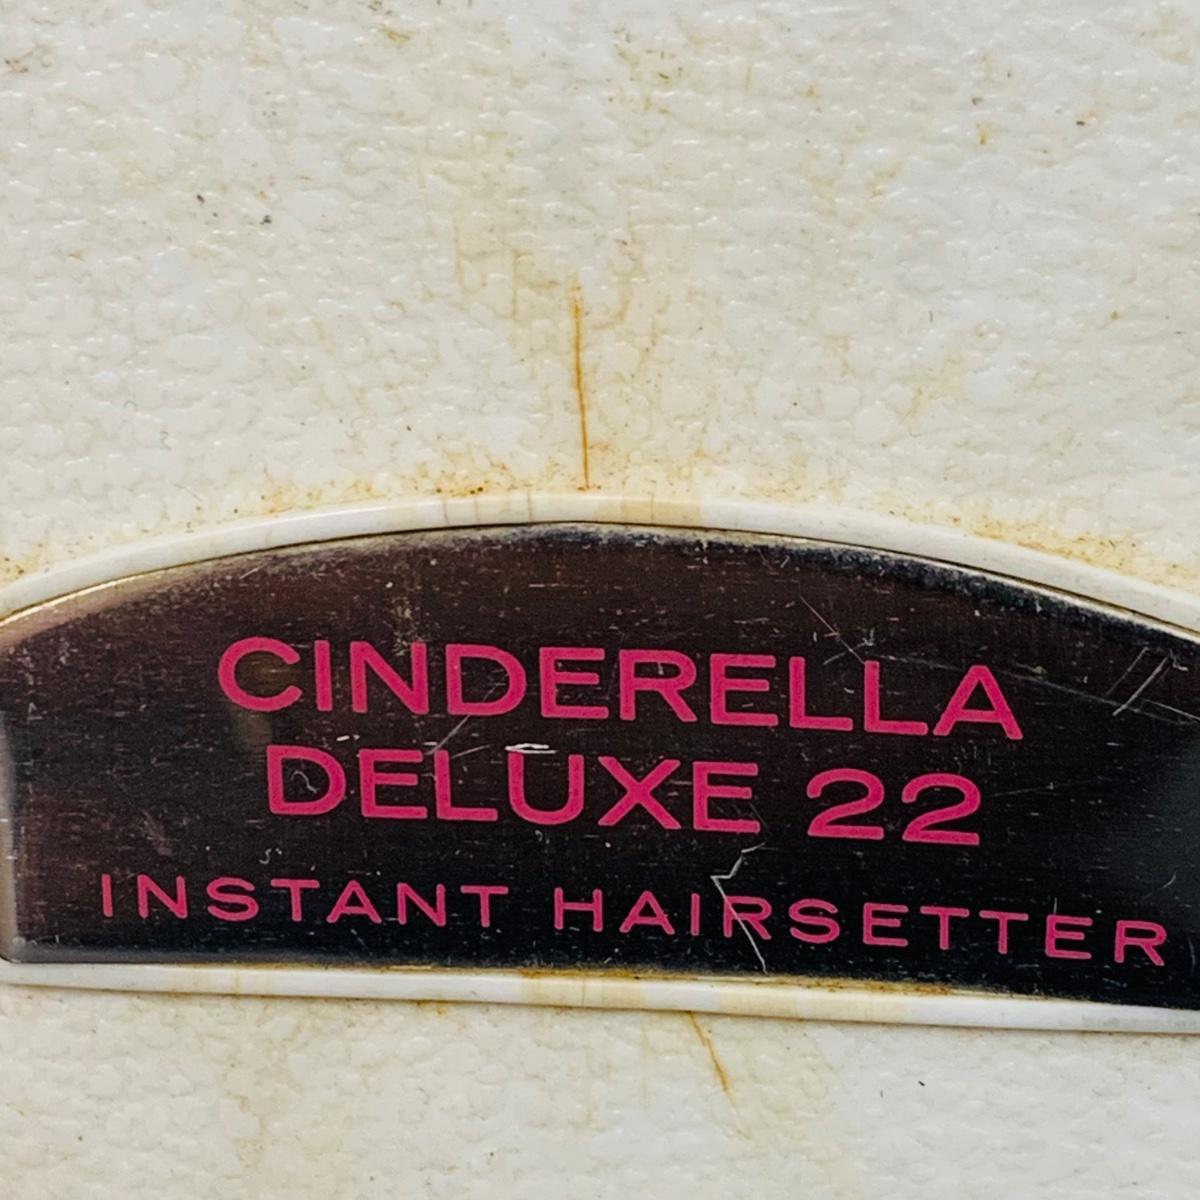 CINDERELLA
DELUXE 22
INSTANT HAIRSETTER